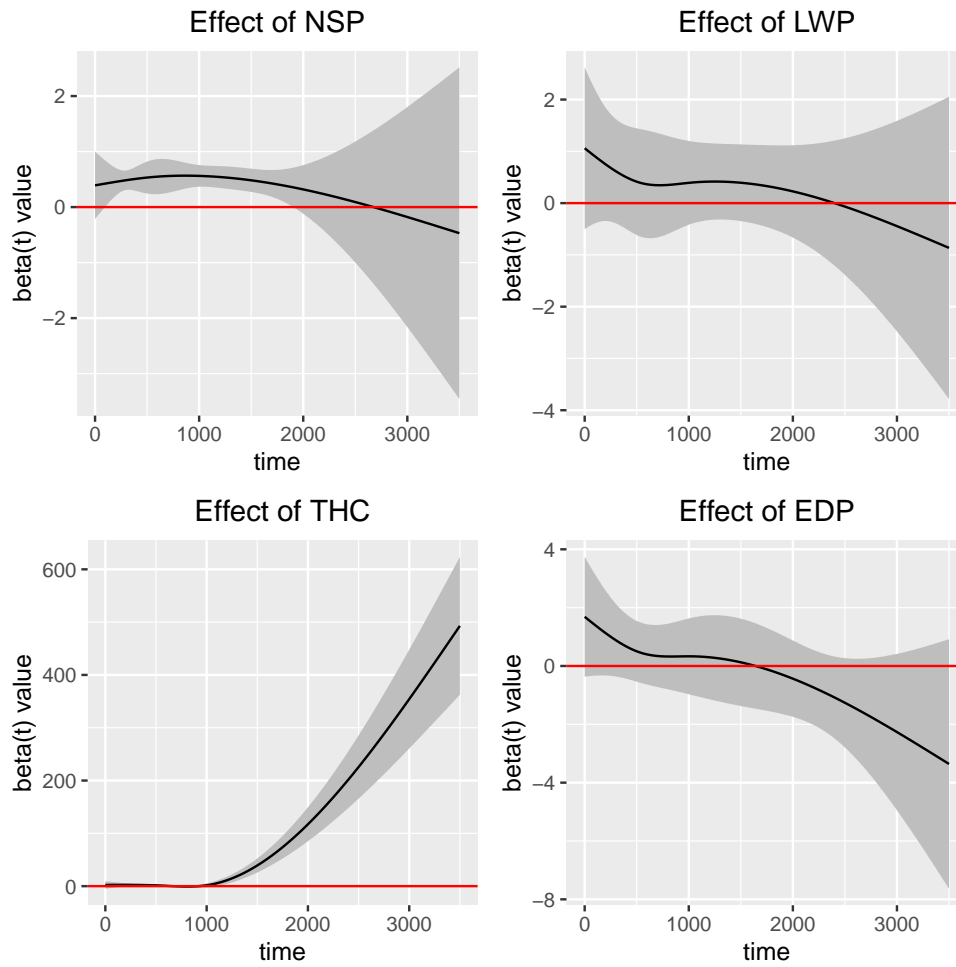 Effect of NSP
beta(t) value
2
0
−2
0
1000
2000
3000
time
Effect of LWP
beta(t) value
2
0
−2
−4
0
1000
2000
3000
time
Effect of THC
beta(t) value
600
400
200
0
0
1000
2000
3000
time
Effect of EDP
beta(t) value
4
0
−4
−8
0
1000
2000
3000
time